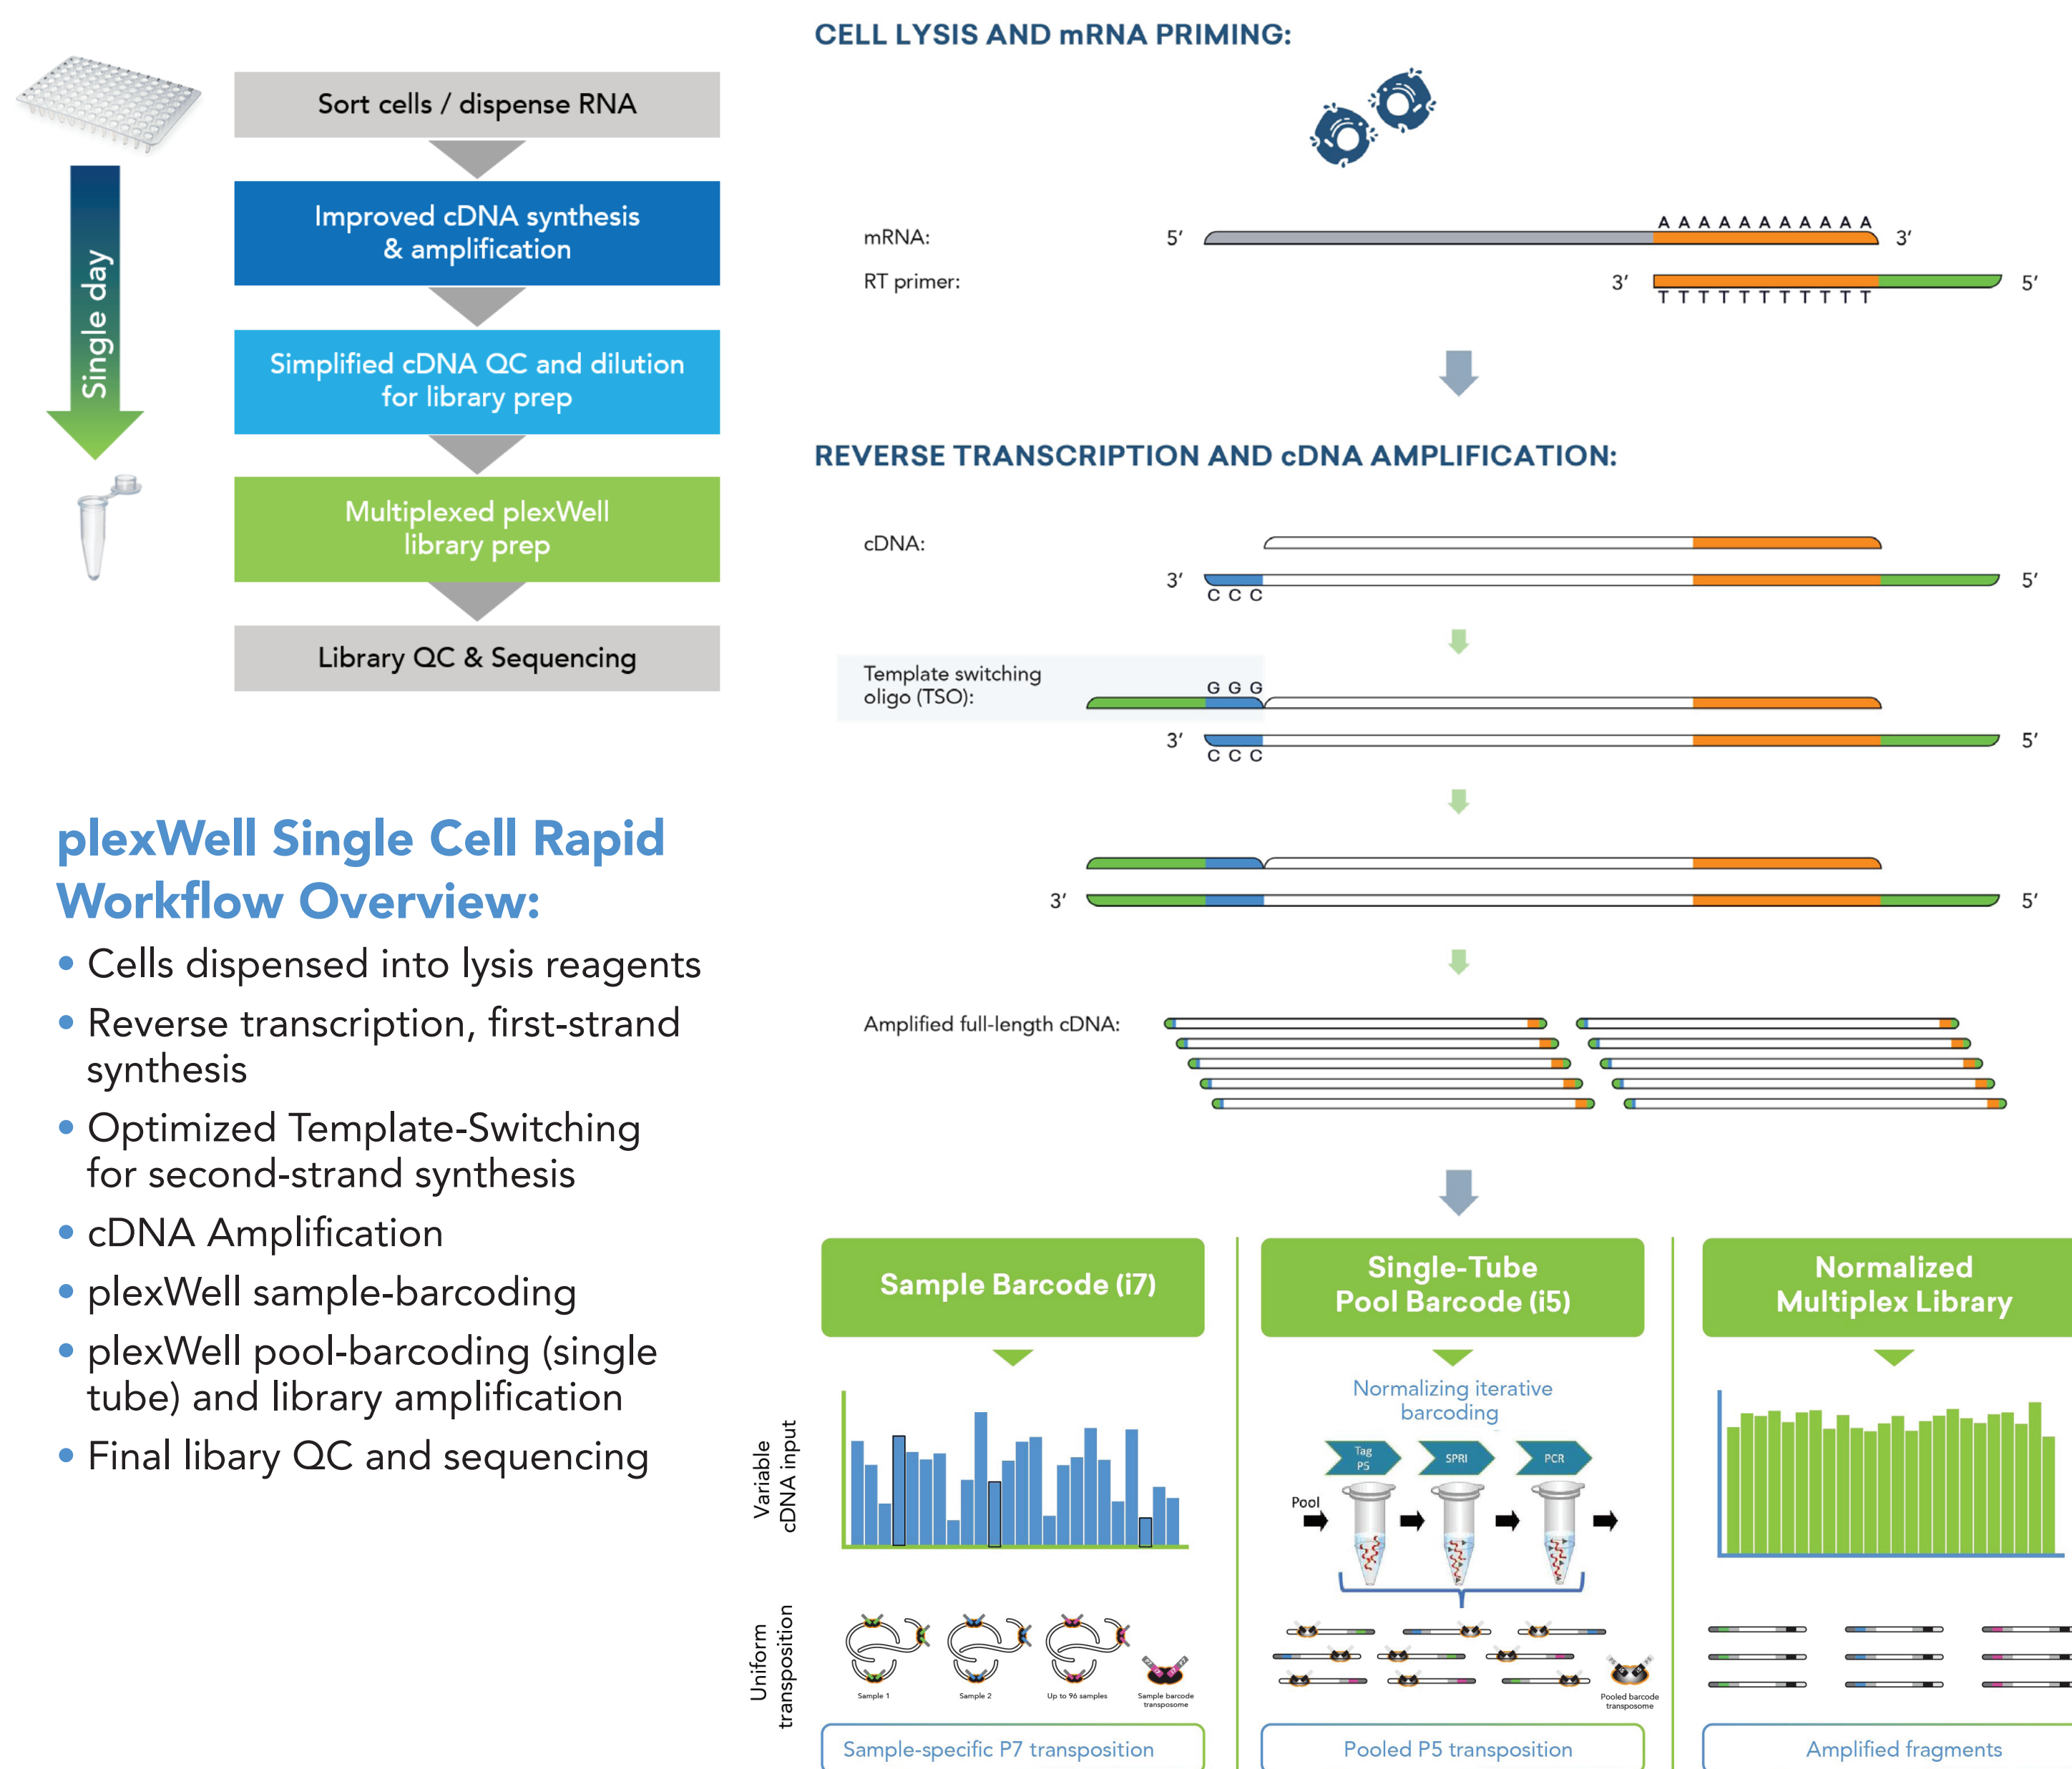 Sort cells / dispense RNA
Single day
Improved cDNA synthesis
& amplification
Simplified cDNA QC and dilution
for library prep
Multiplexed plexWell
library prep
Library QC & Sequencing
plexWell Single Cell Rapid
Workflow Overview:
• Cells dispensed into lysis reagents
• Reverse transcription, first-strand
synthesis
• Optimized Template-Switching
for second-strand synthesis
• cDNA Amplification
• plexWell sample-barcoding
• plexWell pool-barcoding (single
tube) and library amplification
• Final libary QC and sequencing
CELL LYSIS AND mRNA PRIMING:
A A A A A A A A A A A
mRNA: 5′ 3′
RT primer: 3′ 5′
T T T T T T T T T T T
REVERSE TRANSCRIPTION AND cDNA AMPLIFICATION:
cDNA:
3′ 5′
C C C
Template switching
oligo (TSO):
G G G
3′ 5′
C C C
3′ 5′
Amplified full-length cDNA:
Sample Barcode (i7)
Variable
cDNA input
Uniform
transposition
Sample 1
Sample 2
Up to 96 samples
Sample barcode
transposome
Sample-specific P7 transposition
Single-Tube
Pool Barcode (i5)
Normalizing iterative
barcoding
Tag
P5
SPRI
PCR
Pool
Pooled barcode
transposome
Pooled P5 transposition
Normalized
Multiplex Library
Amplified fragments